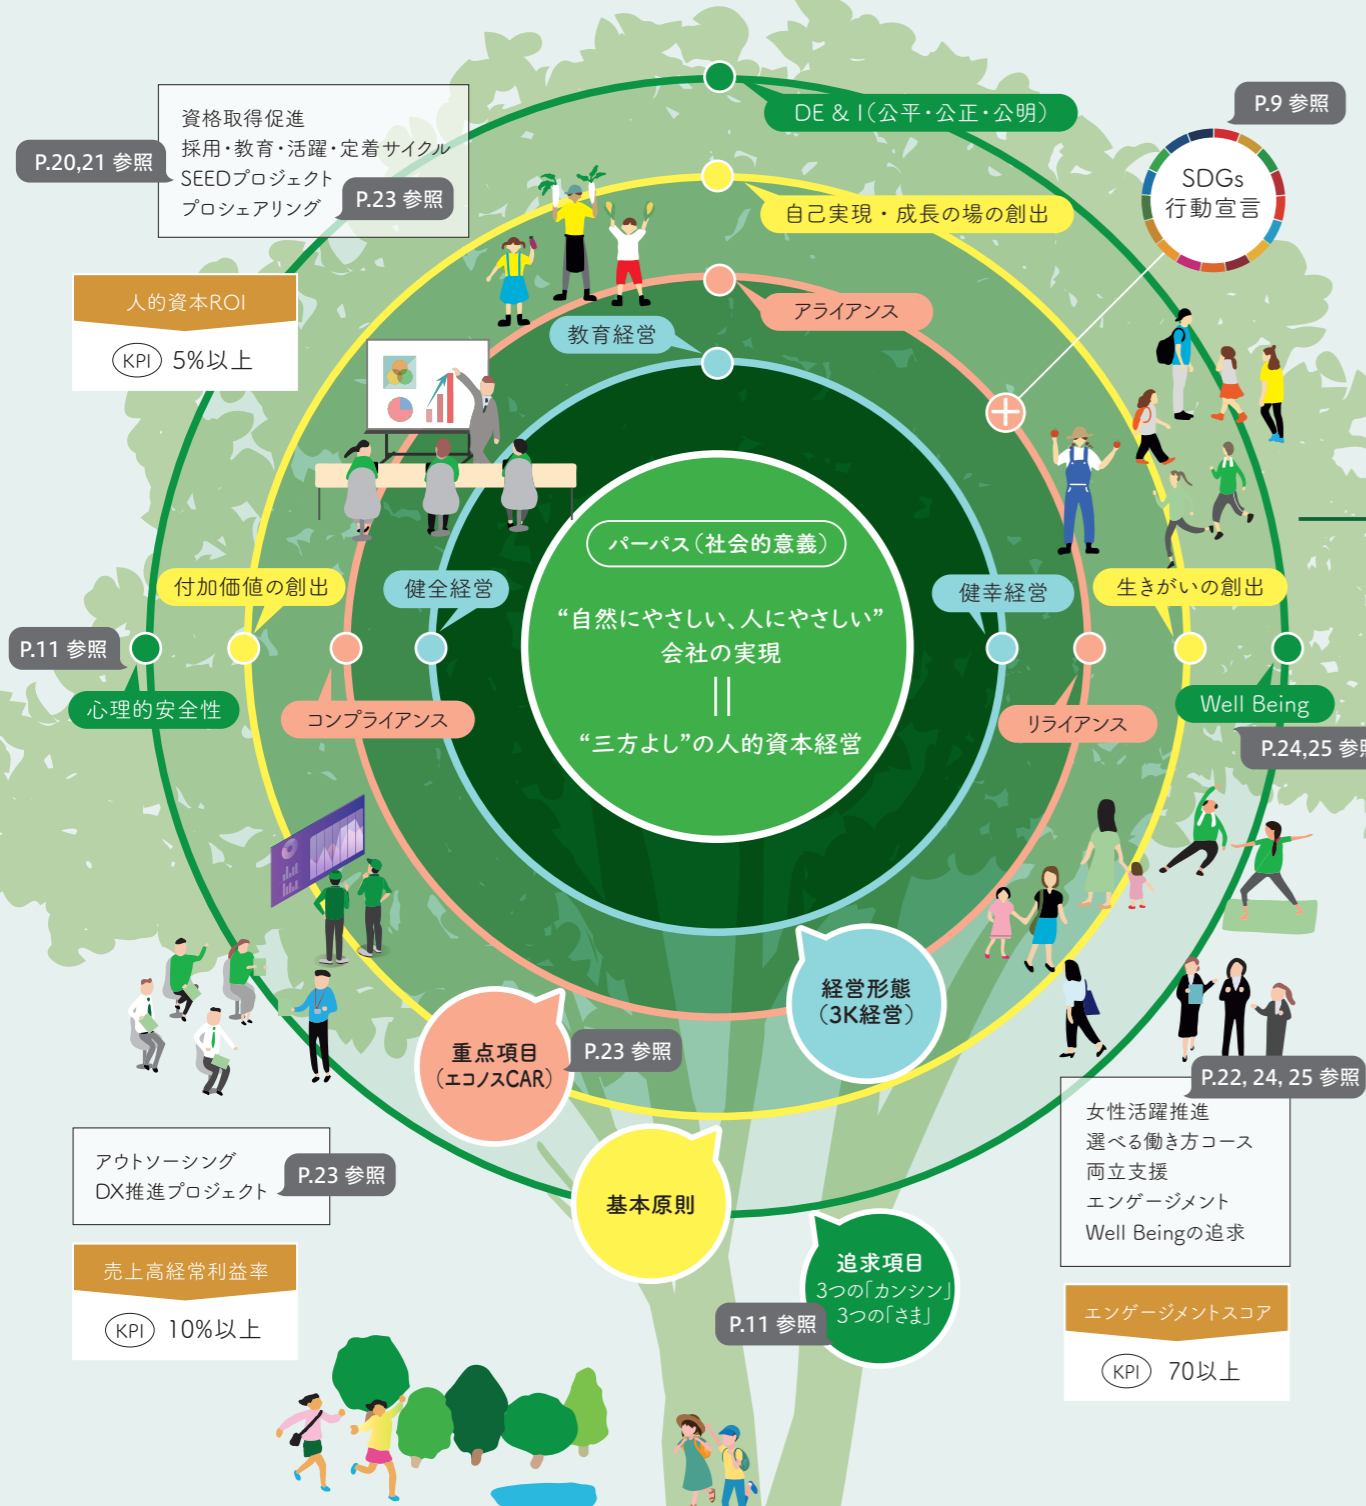 P.9 参照
SDGs
行動宣言
DE & I(公平・公正・公明)
資格取得促進
採用・教育・活躍・定着サイクル
SEEDプロジェクト
プロシェアリング
P.20,21 参照
P.23 参照
自己実現・成長の場の創出
人的資本ROI
KPI 5%以上
アライアンス
教育経営
パーパス(社会的意義)
“自然にやさしい、人にやさしい”
会社の実現
“三方よし”の人的資本経営
付加価値の創出
健全経営
健幸経営
生きがいの創出
P.11 参照
心理的安全性
コンプライアンス
リライアンス
Well Being
P.24,25 参照
経営形態
(3K経営)
重点項目
(エコノスCAR)
P.23 参照
基本原則
追求項目
3つの「カンシン」
3つの「さま」
P.11 参照
アウトソーシング
DX推進プロジェクト
P.23 参照
売上高経常利益率
KPI 10%以上
P.22, 24, 25 参照
女性活躍推進
選べる働き方コース
両立支援
エンゲージメント
Well Beingの追求
エンゲージメントスコア
KPI 70以上